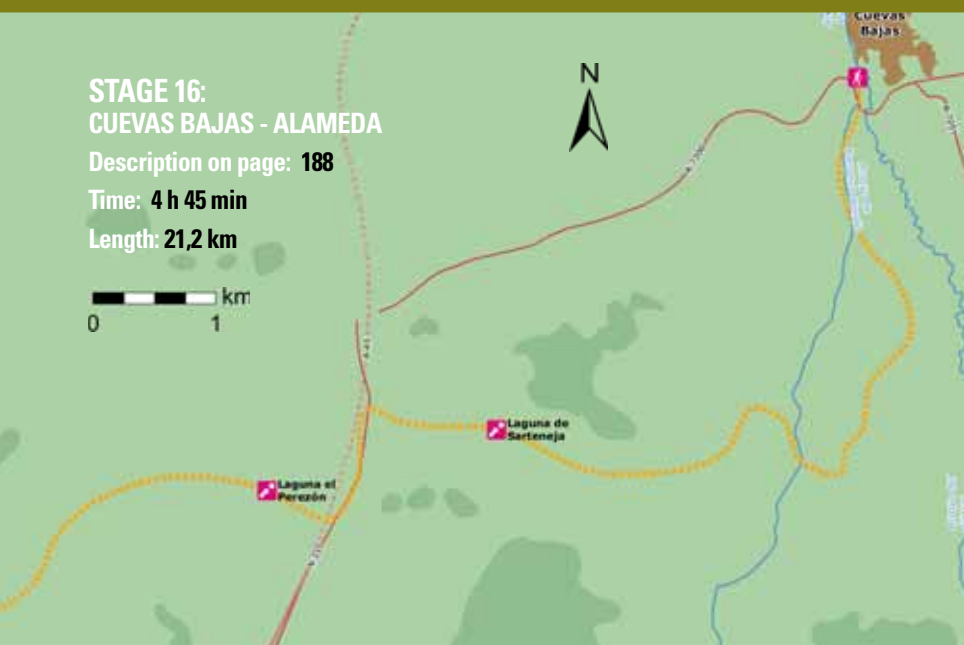 STAGE 16:
CUEVAS BAJAS - ALAMEDA
Description on page: 188
Time: 4 h 45 min
Length: 21,2 km
km
0 1
N
Cuevas
Bajas
Laguna de
Sarteneja
Laguna el
Perezón